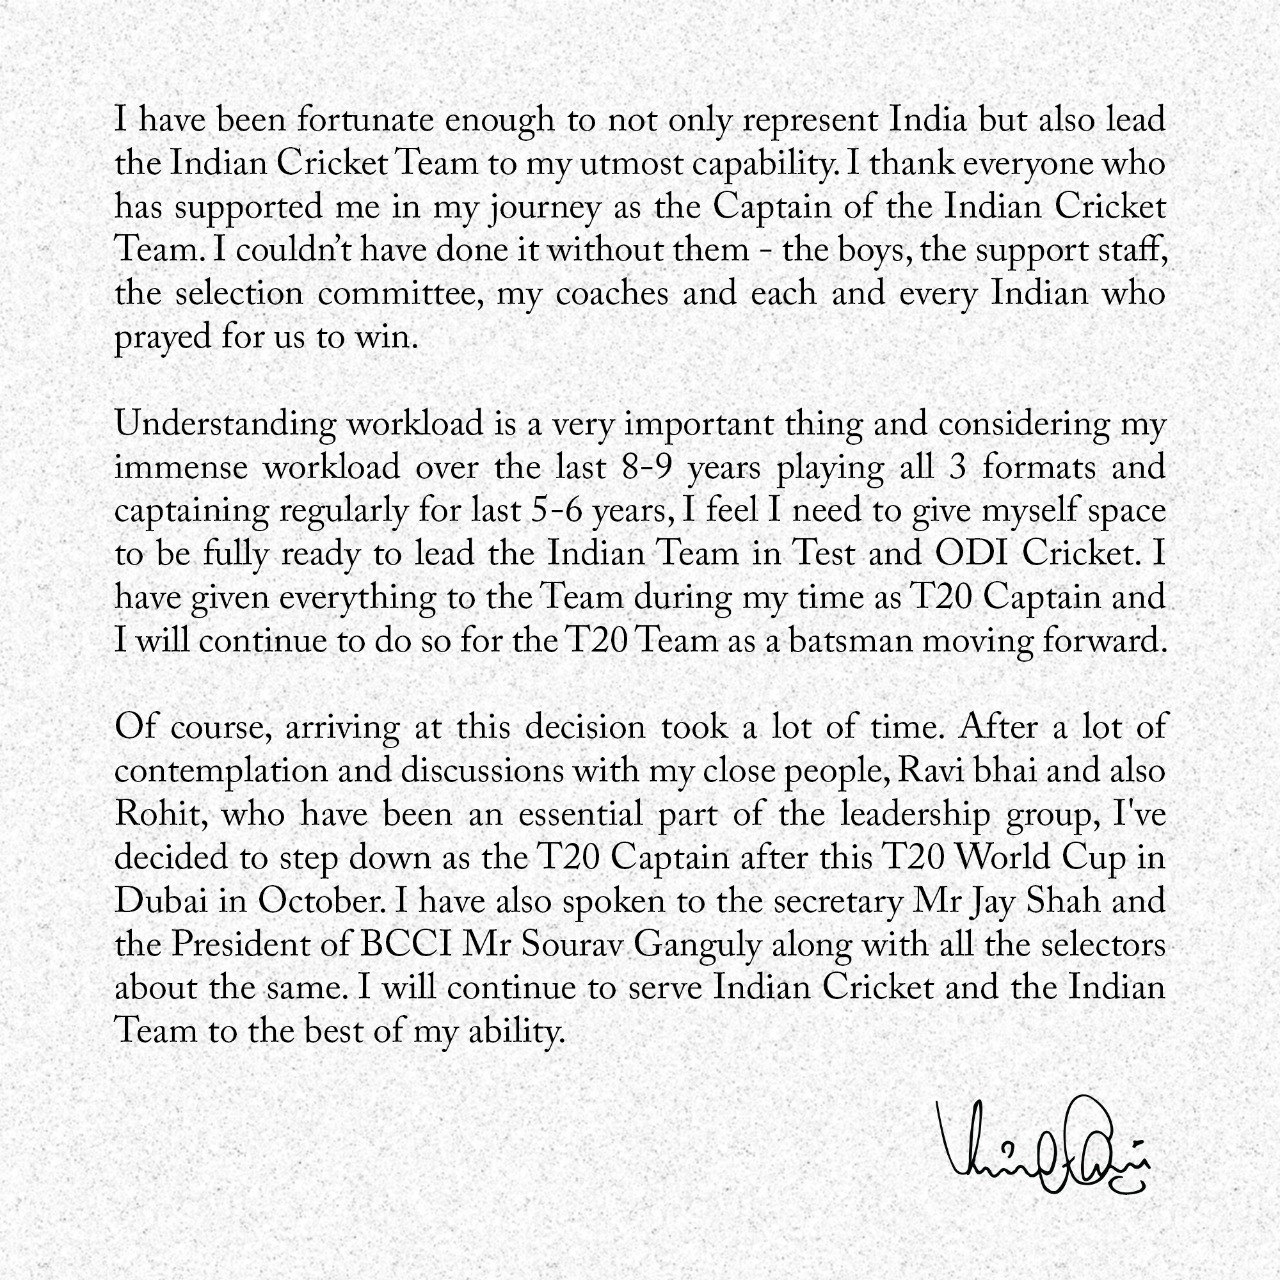 I have been fortunate enough to not only represent India but also lead
the Indian Cricket Team to my utmost capability. I thank everyone who
has supported me in my journey as the Captain of the Indian Cricket
Team. I couldn’t have done it without them - the boys, the support staff,
the selection committee, my coaches and each and every Indian who
prayed for us to win.
Understanding workload is a very important thing and considering my
immense workload over the last 8-9 years playing all 3 formats and
captaining regularly for last 5-6 years, I feel I need to give myself space
to be fully ready to lead the Indian Team in Test and ODI Cricket. I
have given everything to the Team during my time as T20 Captain and
I will continue to do so for the T20 Team as a batsman moving forward.
Of course, arriving at this decision took a lot of time. After a lot of
contemplation and discussions with my close people, Ravi bhai and also
Rohit, who have been an essential part of the leadership group, I've
decided to step down as the T20 Captain after this T20 World Cup in
Dubai in October. I have also spoken to the secretary Mr Jay Shah and
the President of BCCI Mr Sourav Ganguly along with all the selectors
about the same. I will continue to serve Indian Cricket and the Indian
Team to the best of my ability.